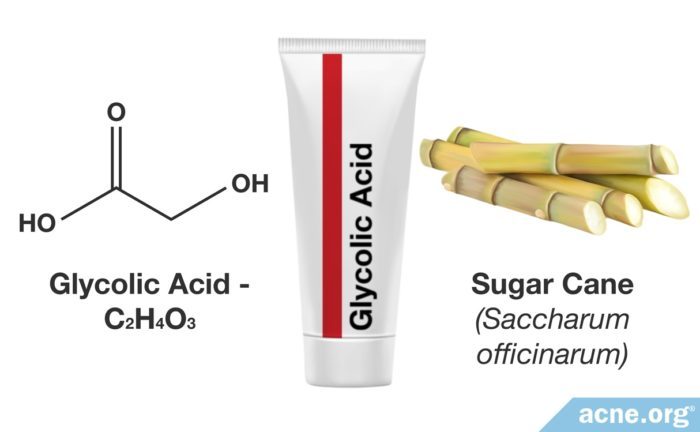 O
OH
HO
Glycolic Acid -
C₂H₄O₃
Glycolic Acid
Sugar Cane
(Saccharum
officinarum)
acne.org®